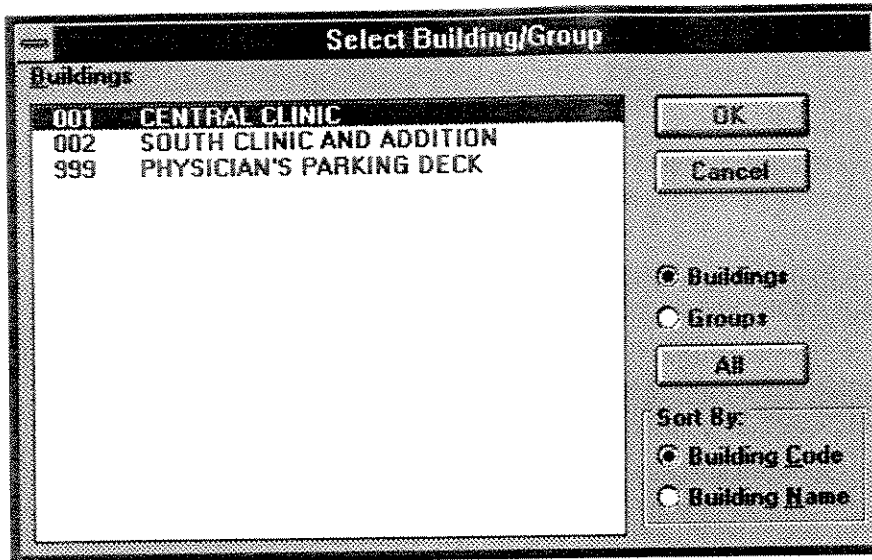 Select Building/Group
Buildings
001 CENTRAL CLINIC
002 SOUTH CLINIC AND ADDITION
999 PHYSICIAN'S PARKING DECK
OK
Cancel
Buildings
Groups
All
Sort By:
Building Code
Building Name